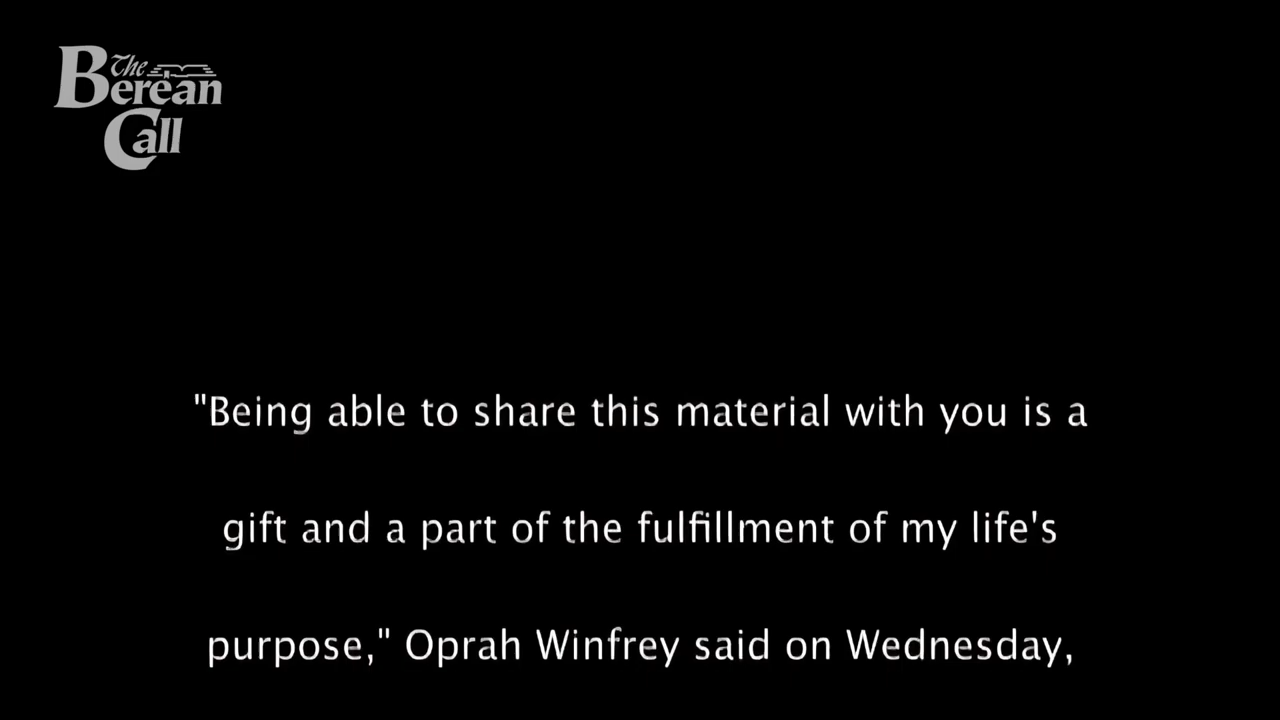 The
Berean
Call
"Being able to share this material with you is a
gift and a part of the fulfillment of my life's
purpose," Oprah Winfrey said on Wednesday,